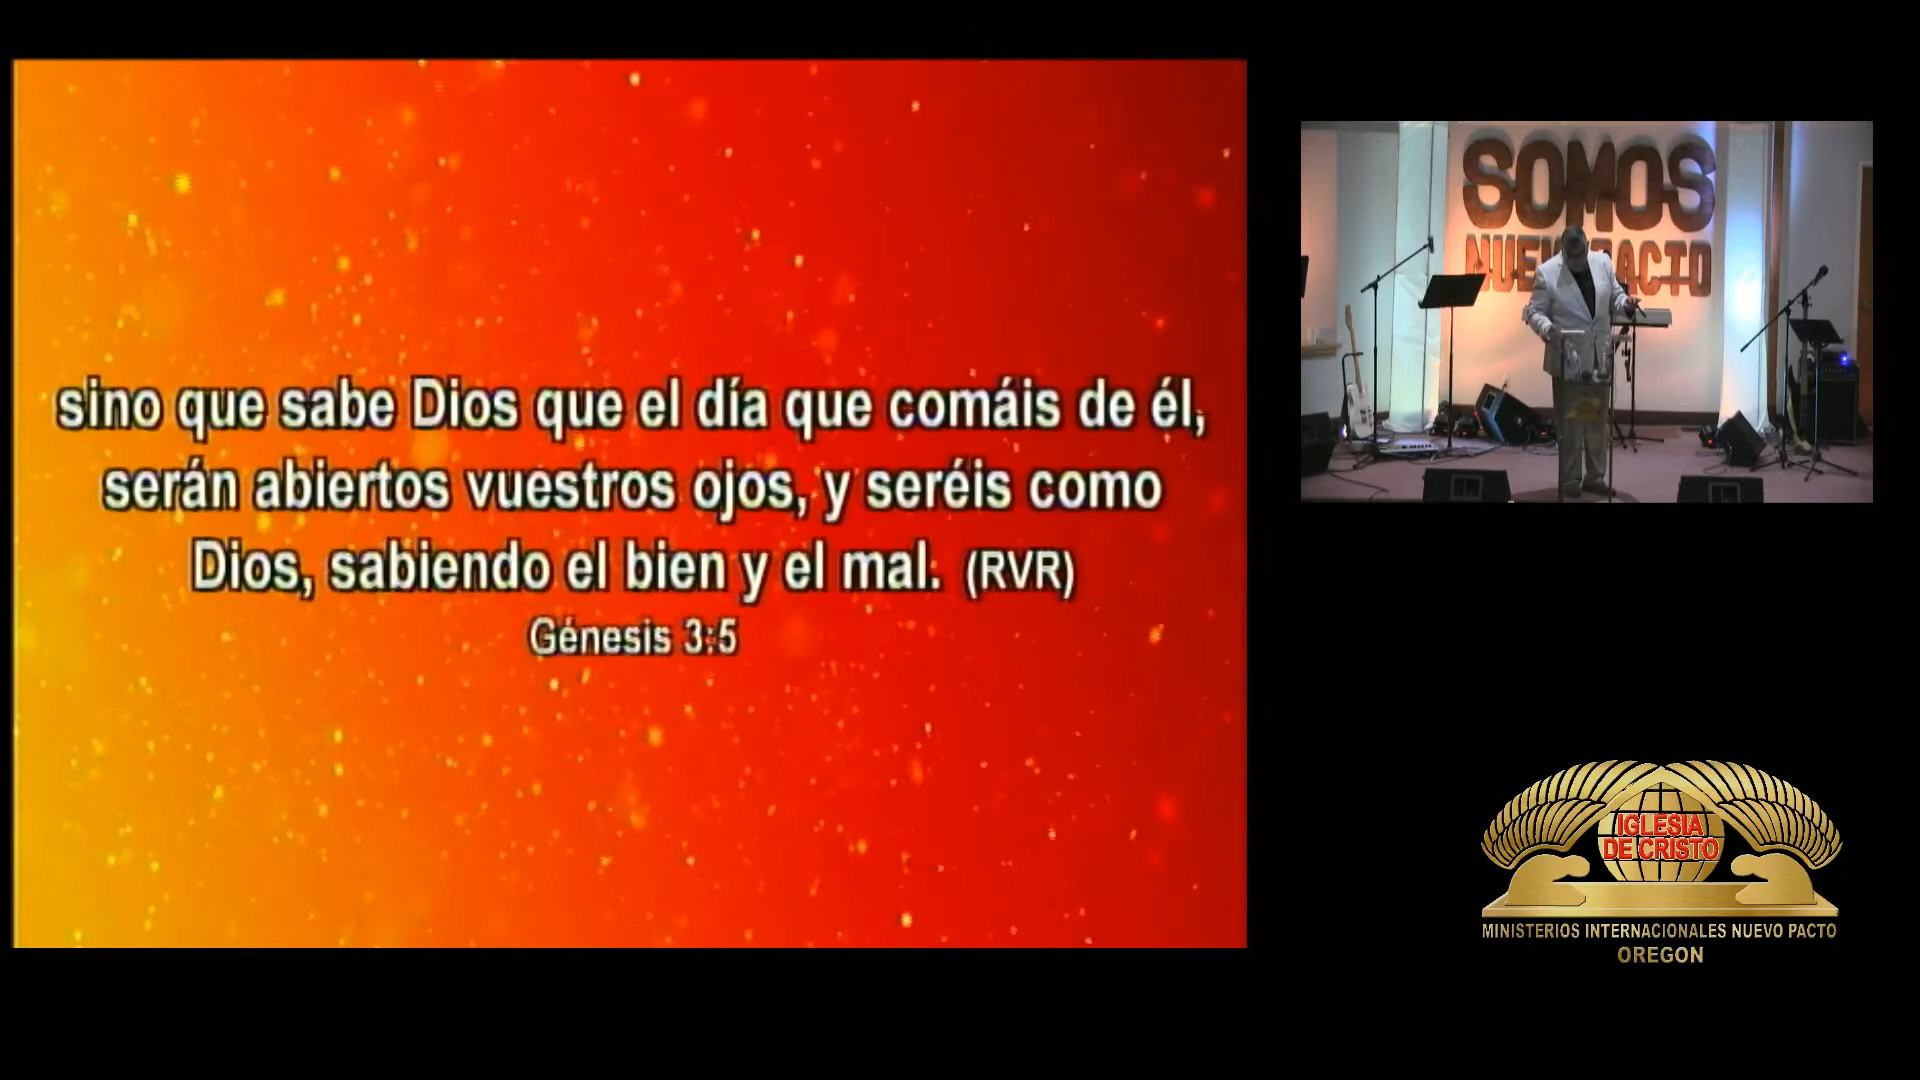 sino que sabe Dios que el día que comáis de él,
serán abiertos vuestros ojos, y seréis como
Dios, sabiendo el bien y el mal. (RVR)
Génesis 3:5
SOMOS
IGLESIA
DE CRISTO
MINISTERIOS INTERNACIONALES NUEVO PACTO
OREGON